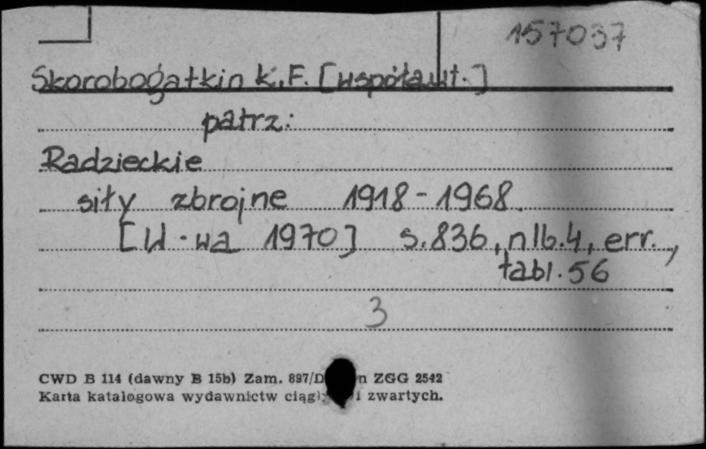 157037
Skorobogatkin K.F. [współaut.]
patrz:
Radzieckie
siły zbrojne 1918-1968.
[W-wa 1970] s.836, nlb.4, err.,
tabl.56
3
CWD B 114 (dawny B 15b) Zam. 897/D n ZGG 2542
Karta katalogowa wydawnictw i zwartych.